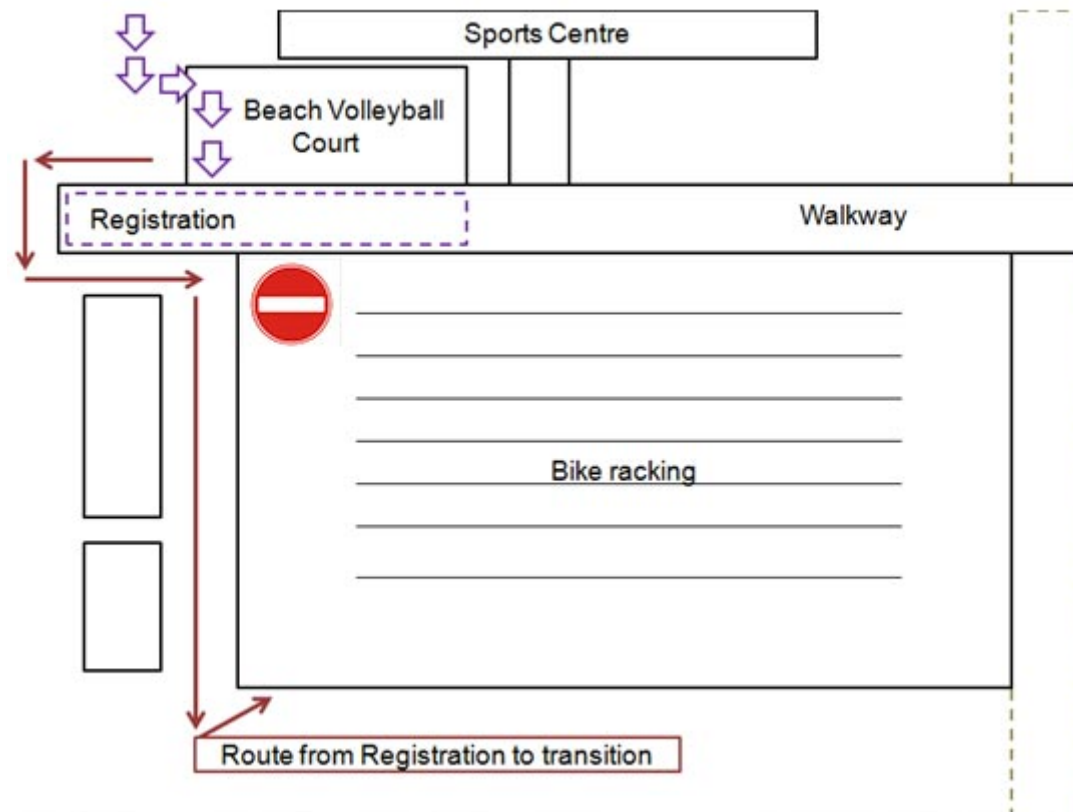 Sports Centre
Beach Volleyball
Court
Registration
Walkway
Bike racking
Route from Registration to transition